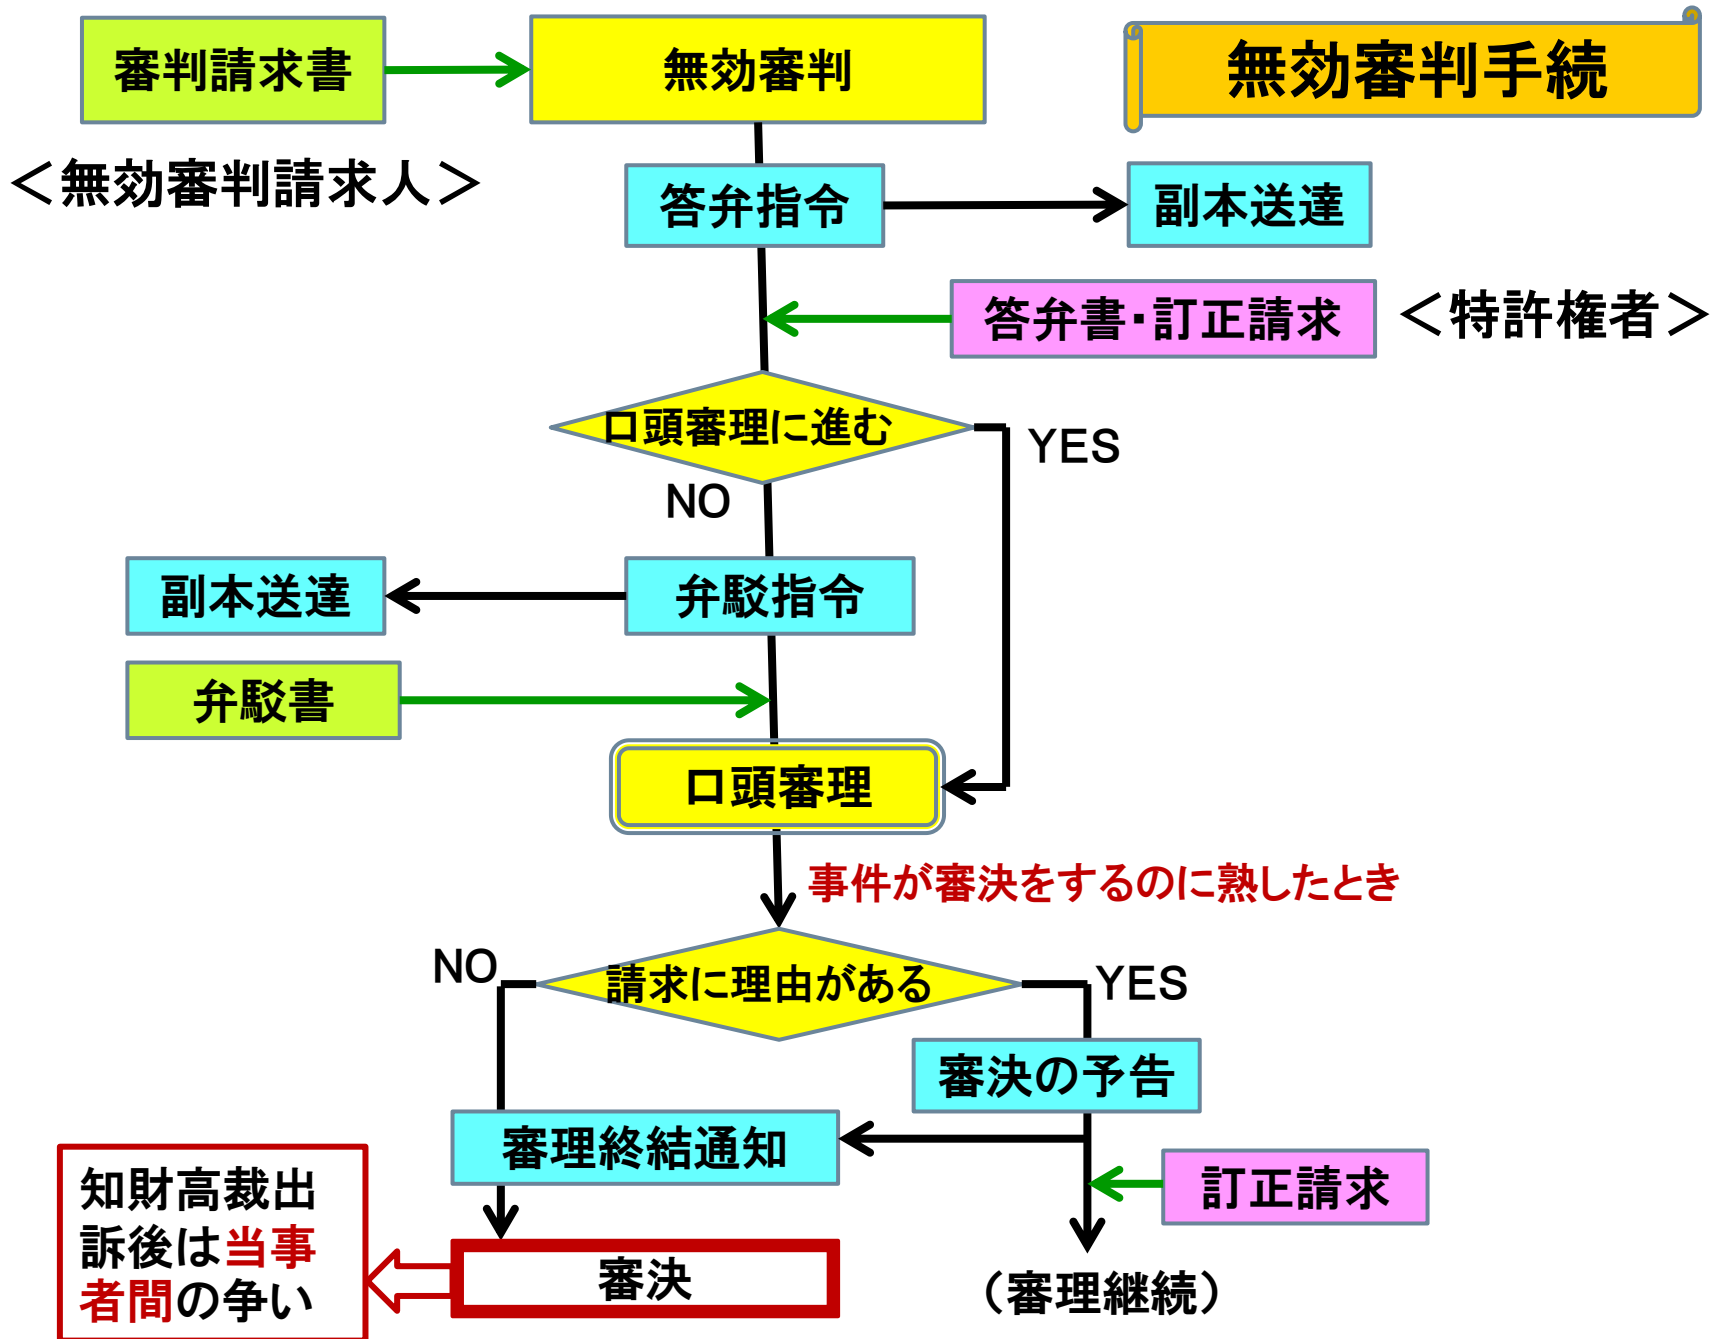 審判請求書
無効審判
無効審判手続
＜無効審判請求人＞
答弁指令
副本送達
答弁書・訂正請求
＜特許権者＞
口頭審理に進む
YES
NO
副本送達
弁駁指令
弁駁書
口頭審理
事件が審決をするのに熟したとき
NO
請求に理由がある
YES
審決の予告
審理終結通知
訂正請求
知財高裁出
訴後は当事
者間の争い
審決
（審理継続）